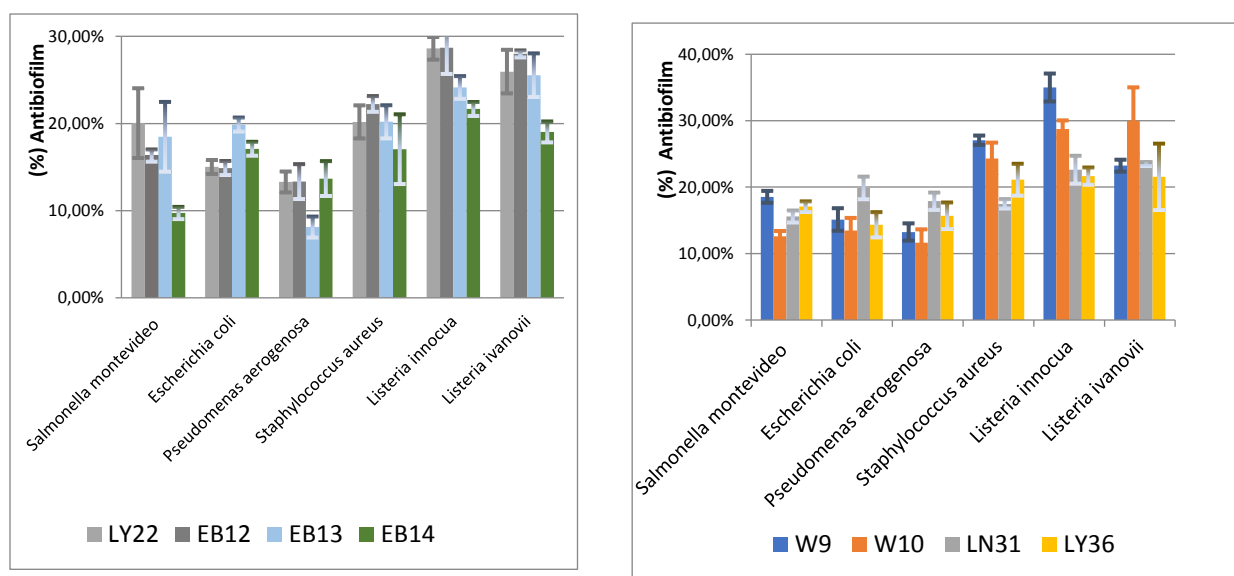 (%) Antibiofilm
30,00%
20,00%
10,00%
0,00%
Salmonella montevideo
Escherichia coli
Pseudomenas aerogenosa
Staphylococcus aureus
Listeria innocua
Listeria ivanovii
LY22 EB12 EB13 EB14
(%) Antibiofilm
40,00%
30,00%
20,00%
10,00%
0,00%
Salmonella montevideo
Escherichia coli
Pseudomenas aerogenosa
Staphylococcus aureus
Listeria innocua
Listeria ivanovii
W9 W10 LN31 LY36